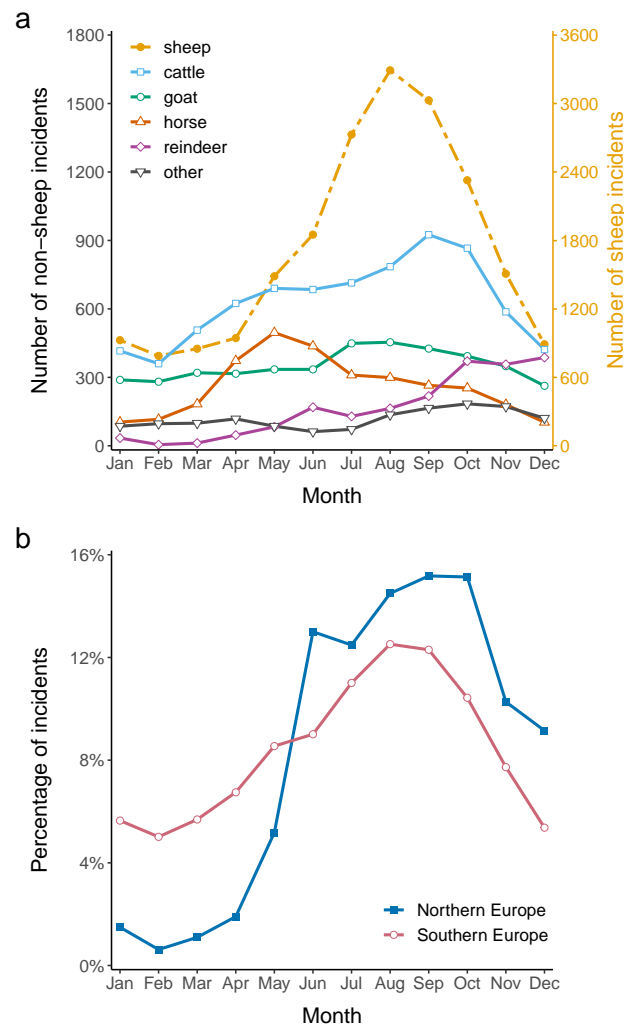 a
Number of non−sheep incidents
1800
1500
1200
900
600
300
0
sheep
cattle
goat
horse
reindeer
other
3600
3000
2400
1800
1200
600
0
Number of sheep incidents
Jan Feb Mar Apr May Jun Jul Aug Sep Oct Nov Dec
Month
b
Percentage of incidents
16%
12%
8%
4%
0%
Northern Europe
Southern Europe
Jan Feb Mar Apr May Jun Jul Aug Sep Oct Nov Dec
Month